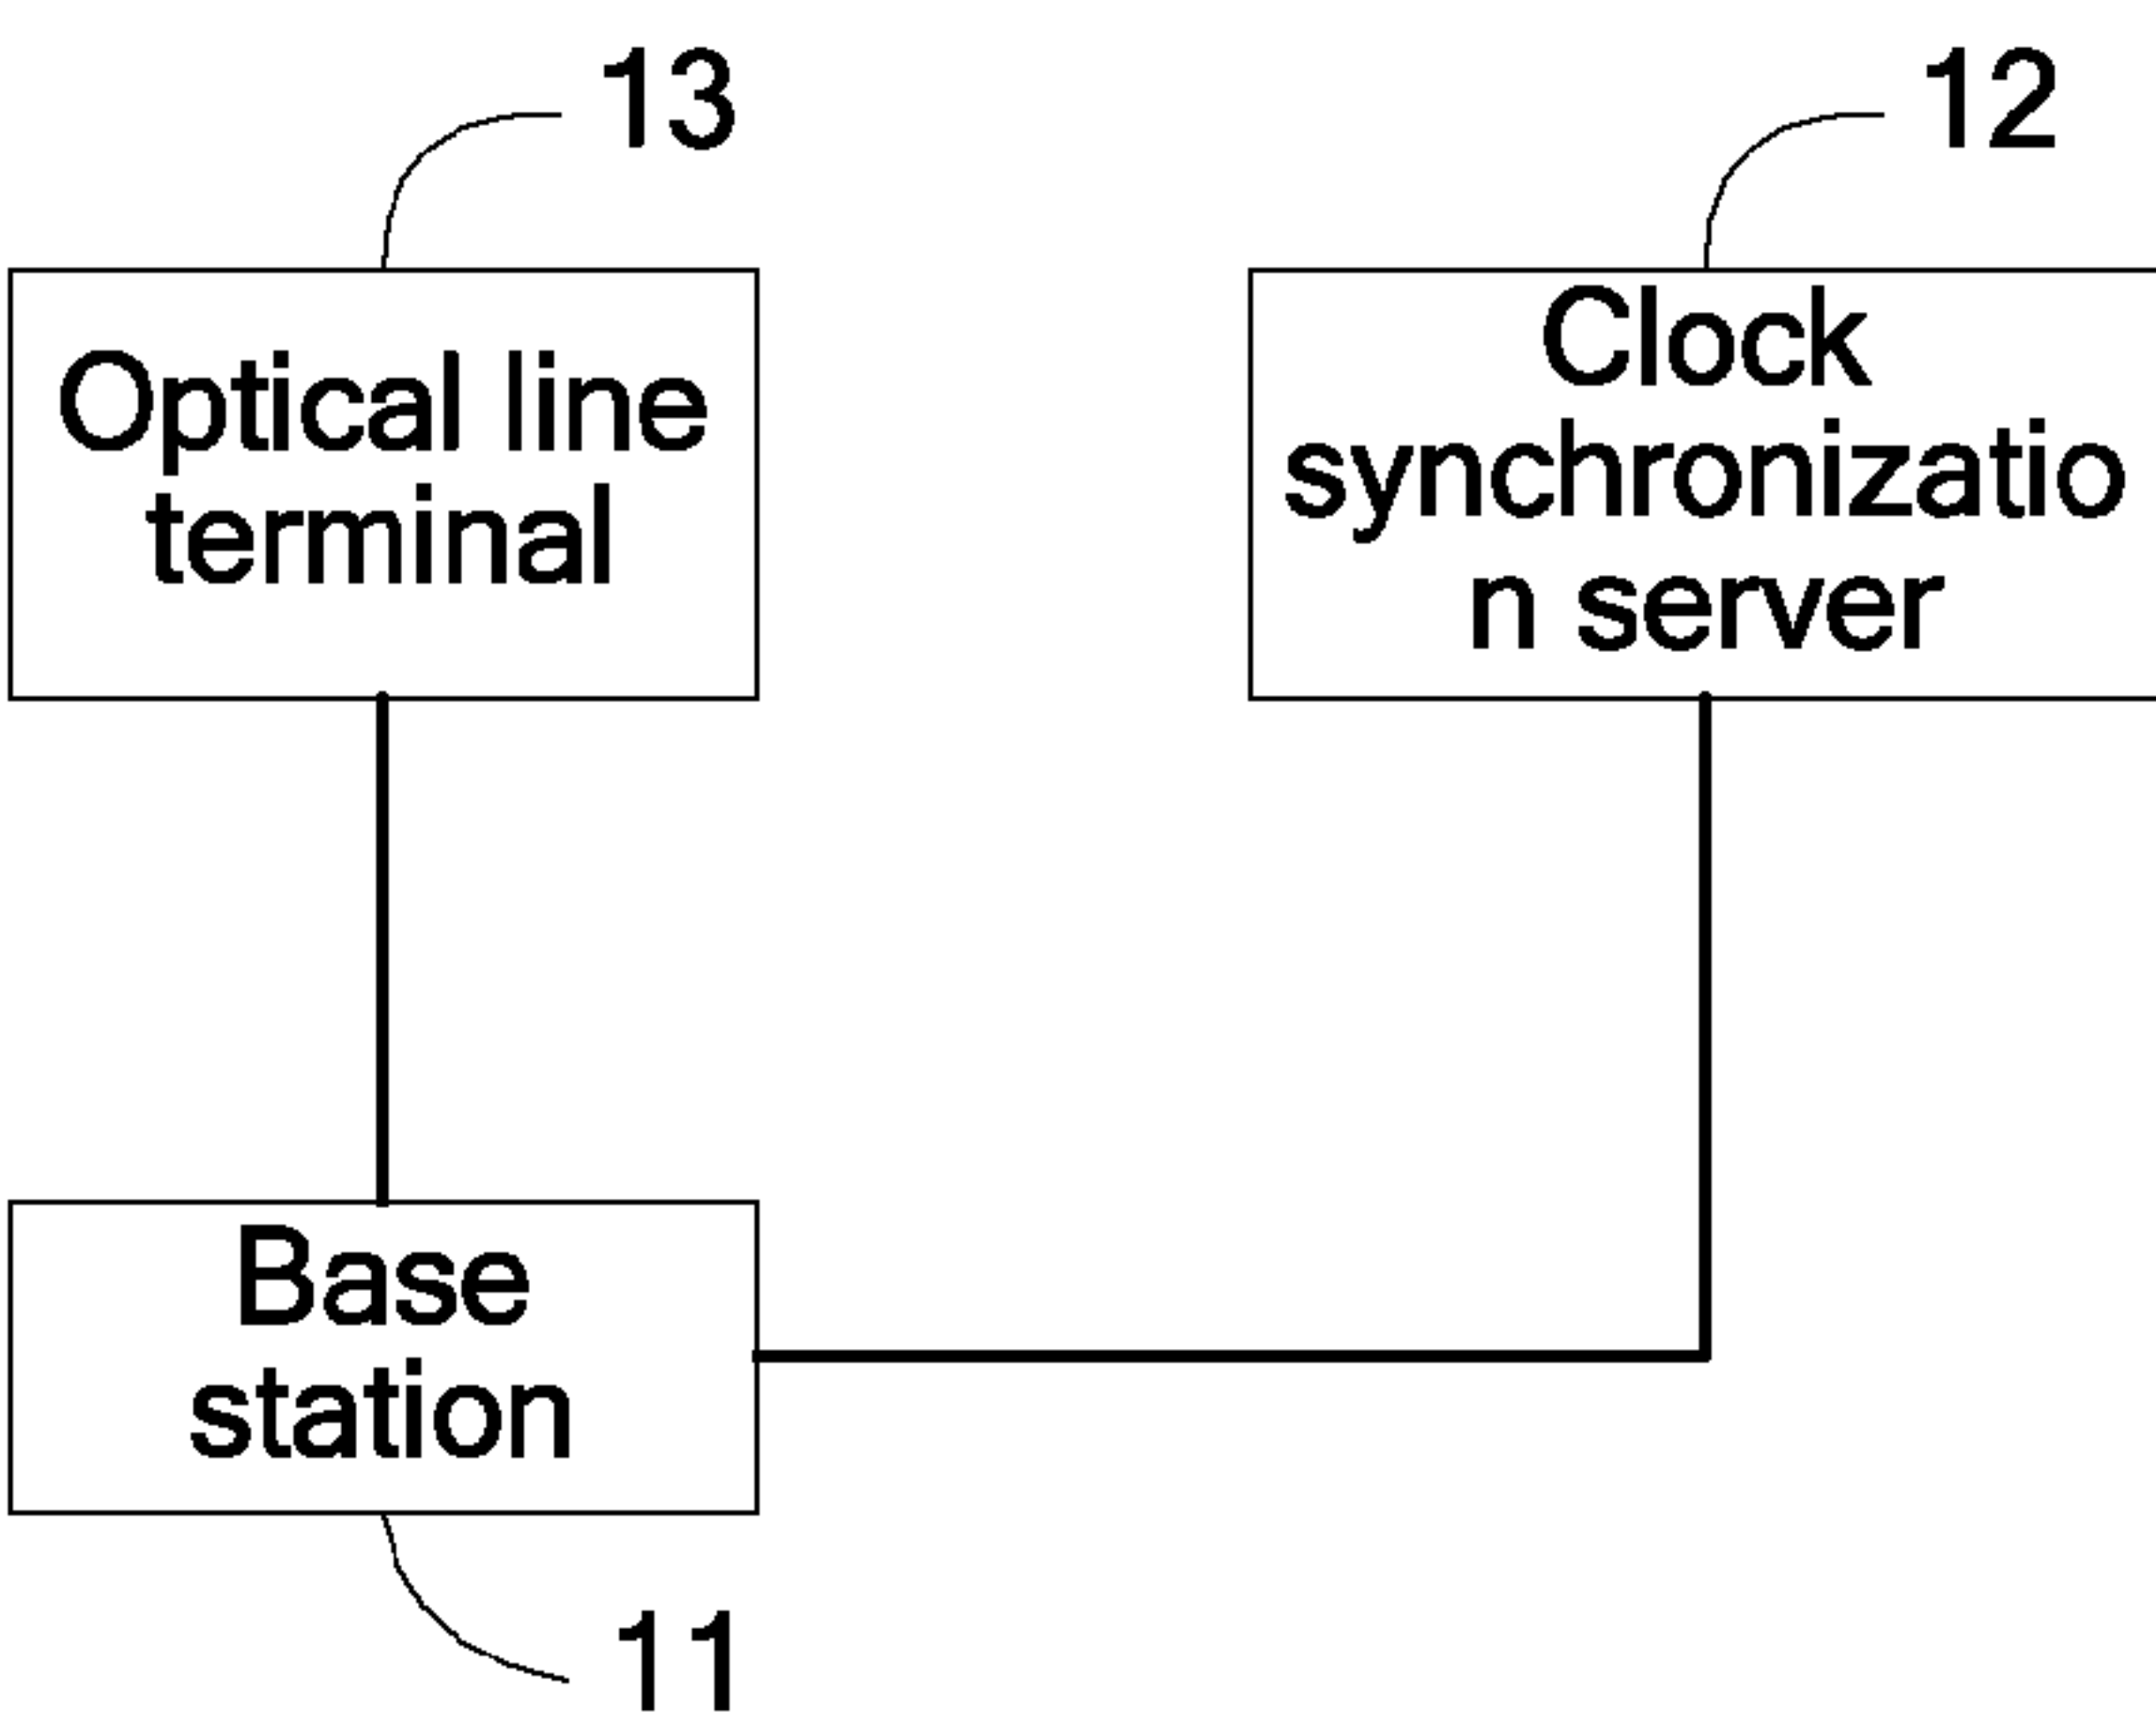 13
12
Optical line
terminal
Clock
synchronizatio
n server
Base
station
11